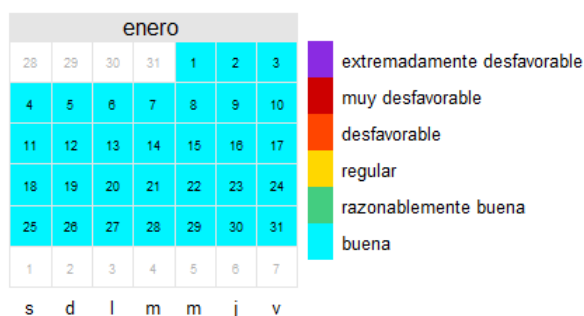 enero
28 29 30 31 1 2 3
4 5 6 7 8 9 10
11 12 13 14 15 16 17
18 19 20 21 22 23 24
25 26 27 28 29 30 31
1 2 3 4 5 6 7
s d l m m j v
extremadamente desfavorable
muy desfavorable
desfavorable
regular
razonablemente buena
buena